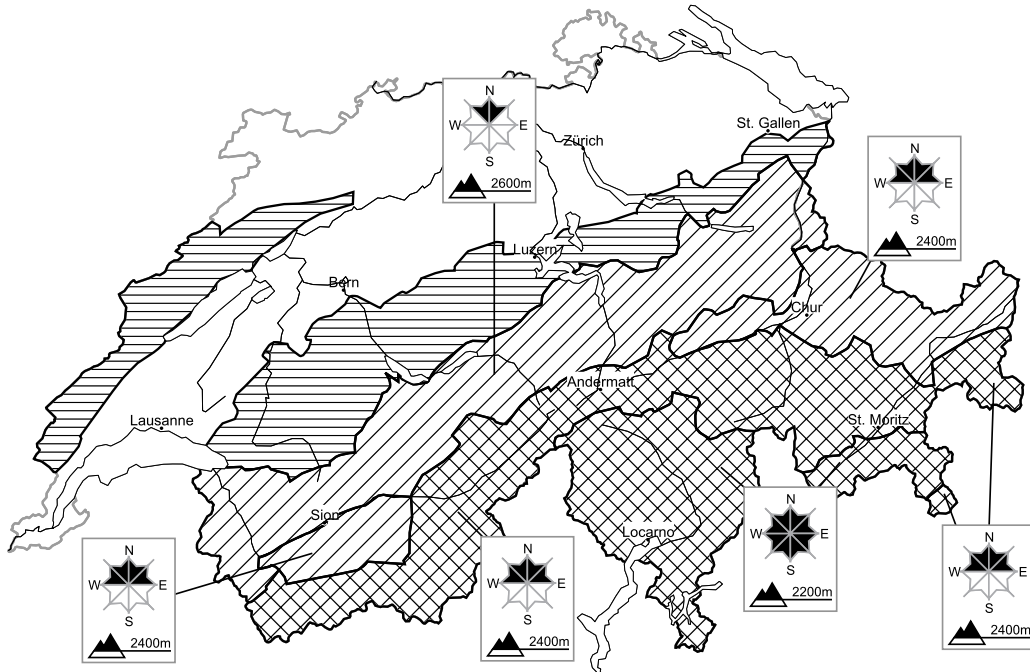 N
W E
S
2600m
Zürich
St. Gallen
N
W E
S
2400m
Luzern
Bern
Chur
Andermatt
Lausanne
St. Moritz
Sion
Locarno
N
W E
S
2200m
N
W E
S
2400m
N
W E
S
2400m
N
W E
S
2400m